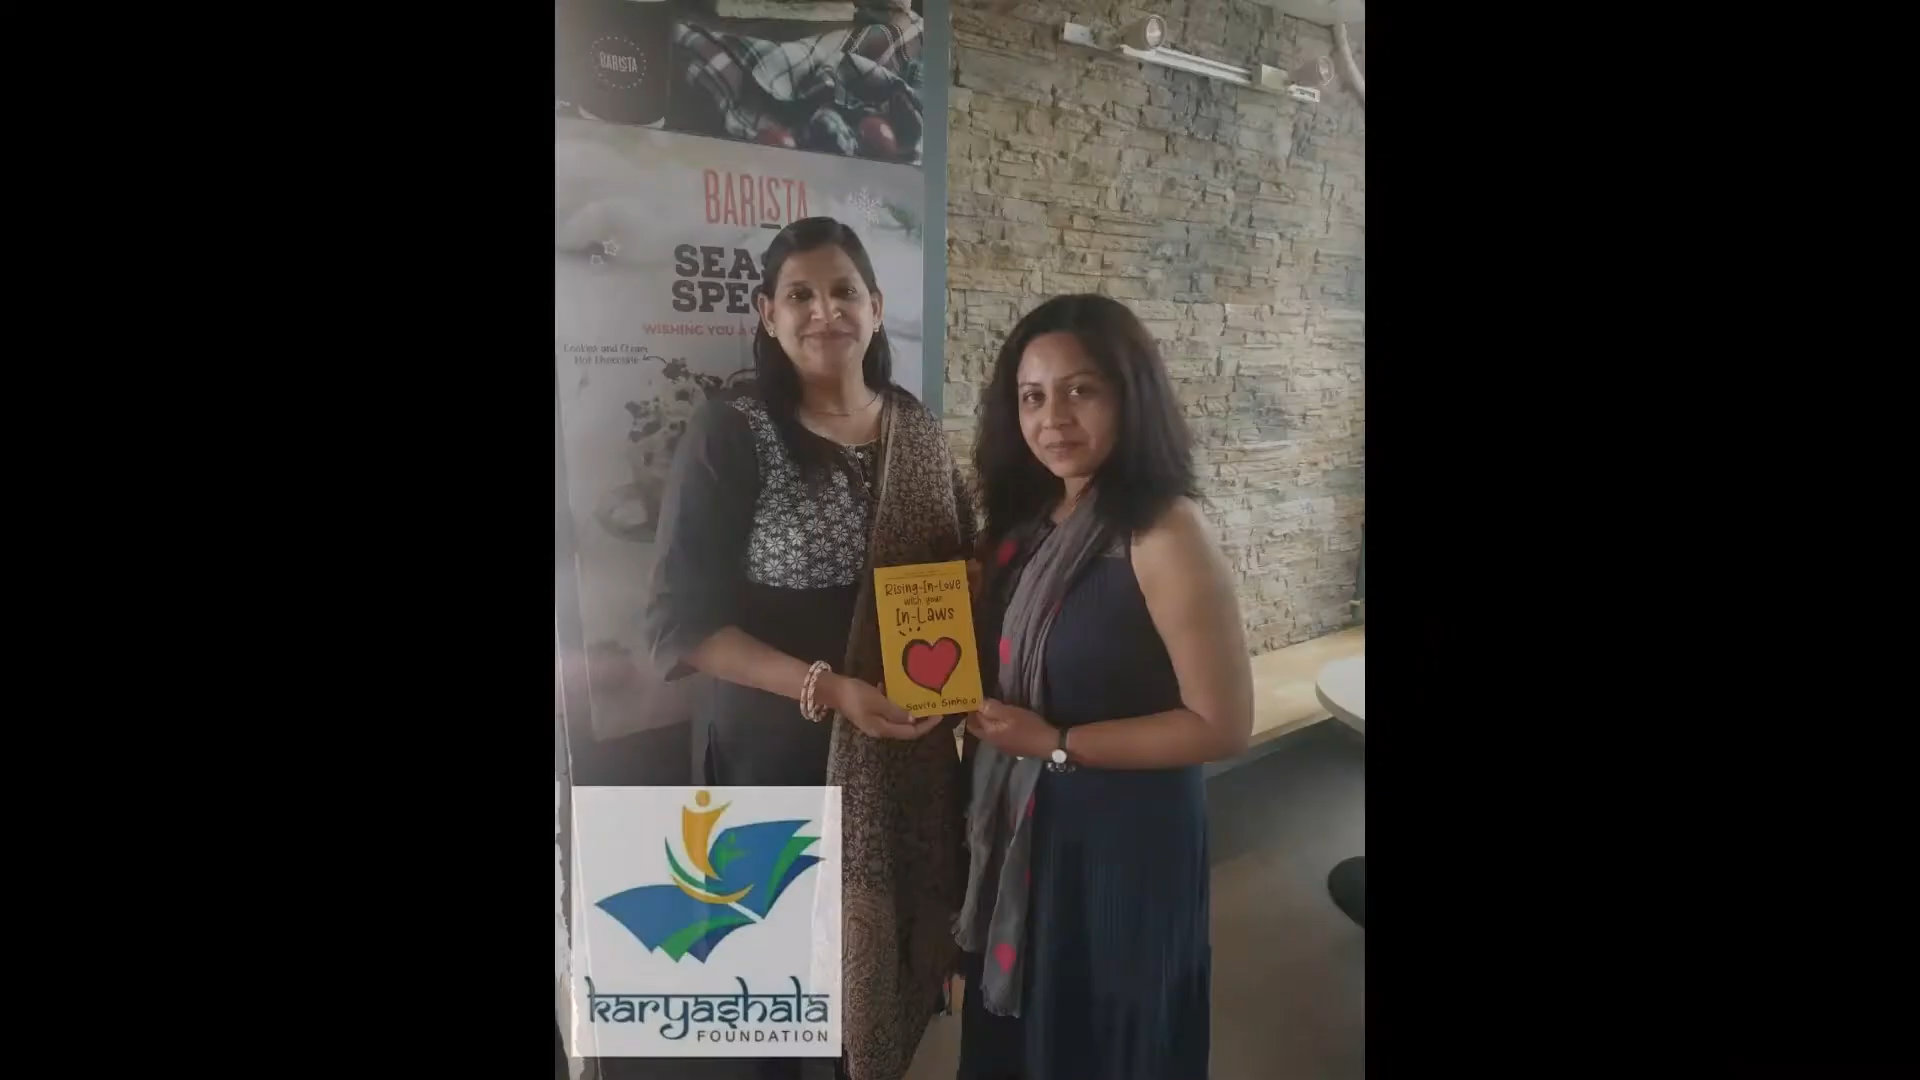 BARISTA
BARISTA
SEAS
SPEC
WISHING YOU A
Cookies and Cream
Hot Chocolate
Rising-In-Love
with your
In-Laws
Savita Sinha
karyashala
FOUNDATION